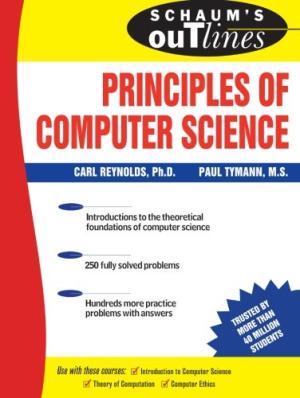 SCHAUM'S
ouTlines
PRINCIPLES OF
COMPUTER SCIENCE
CARL REYNOLDS, Ph.D. PAUL TYMANN, M.S.
Introductions to the theoretical
foundations of computer science
250 fully solved problems
Hundreds more practice
problems with answers
TRUSTED BY
MORE THAN
40 MILLION
STUDENTS
Use with these courses: Introduction to Computer Science
Theory of Computation Computer Ethics